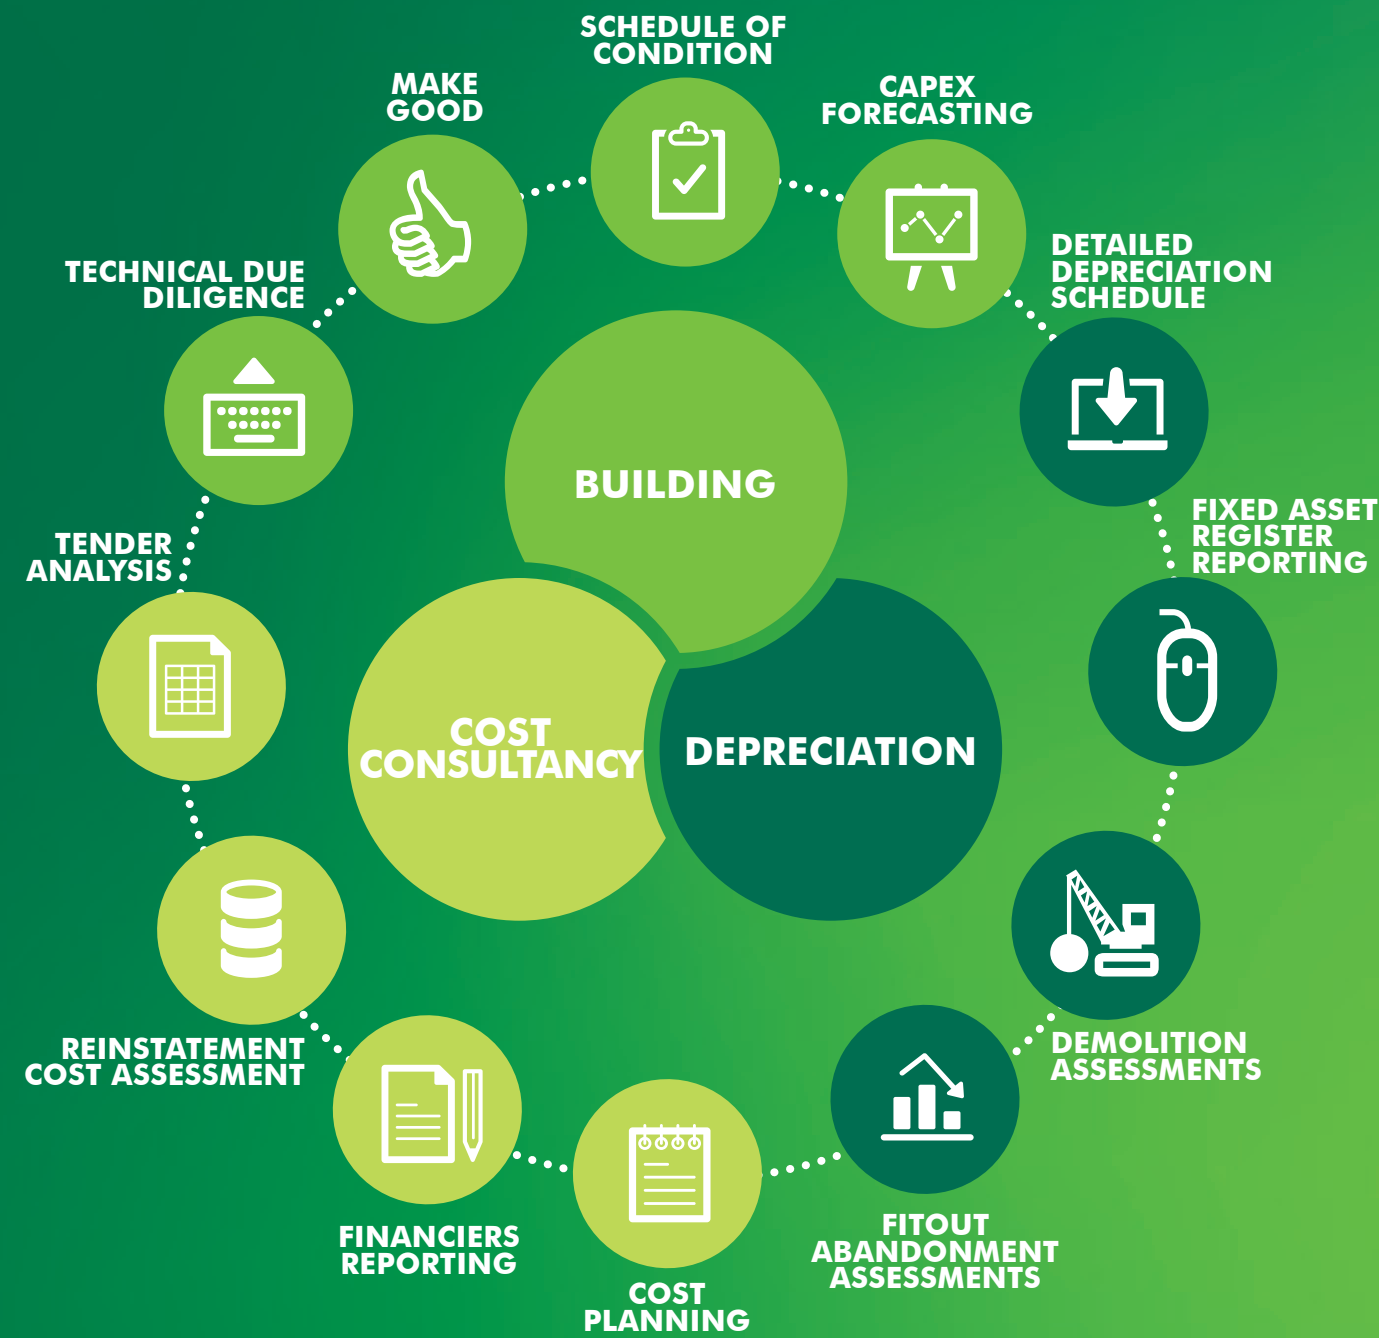 SCHEDULE OF
CONDITION
MAKE
GOOD
CAPEX
FORECASTING
TECHNICAL DUE
DILIGENCE
DETAILED
DEPRECIATION
SCHEDULE
BUILDING
TENDER
ANALYSIS
FIXED ASSET
REGISTER
REPORTING
COST
CONSULTANCY
DEPRECIATION
REINSTATEMENT
COST ASSESSMENT
DEMOLITION
ASSESSMENTS
FINANCIERS
REPORTING
FITOUT
ABANDONMENT
ASSESSMENTS
COST
PLANNING